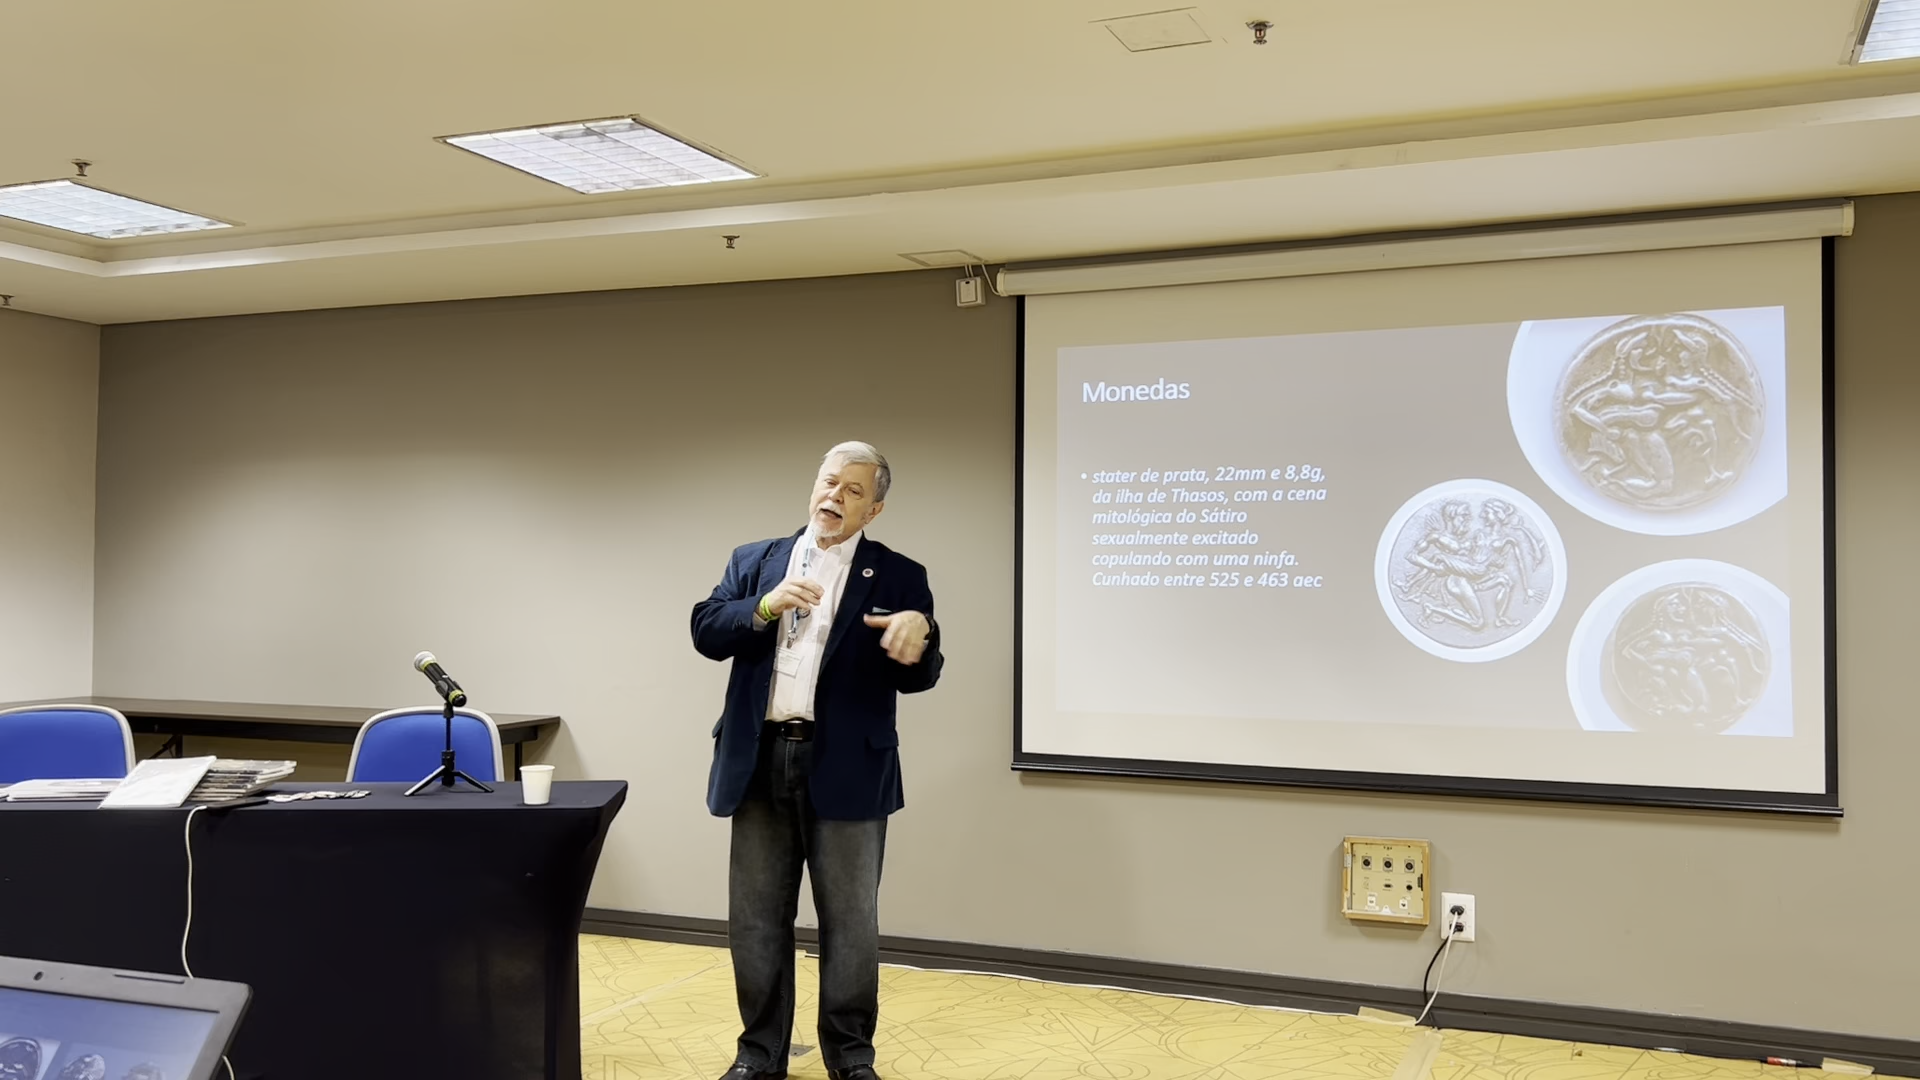 Monedas
• stater de prata, 22mm e 8,8g,
da ilha de Thasos, com a cena
mitológica do Sátiro
sexualmente excitado
copulando com uma ninfa.
Cunhado entre 525 e 463 aec